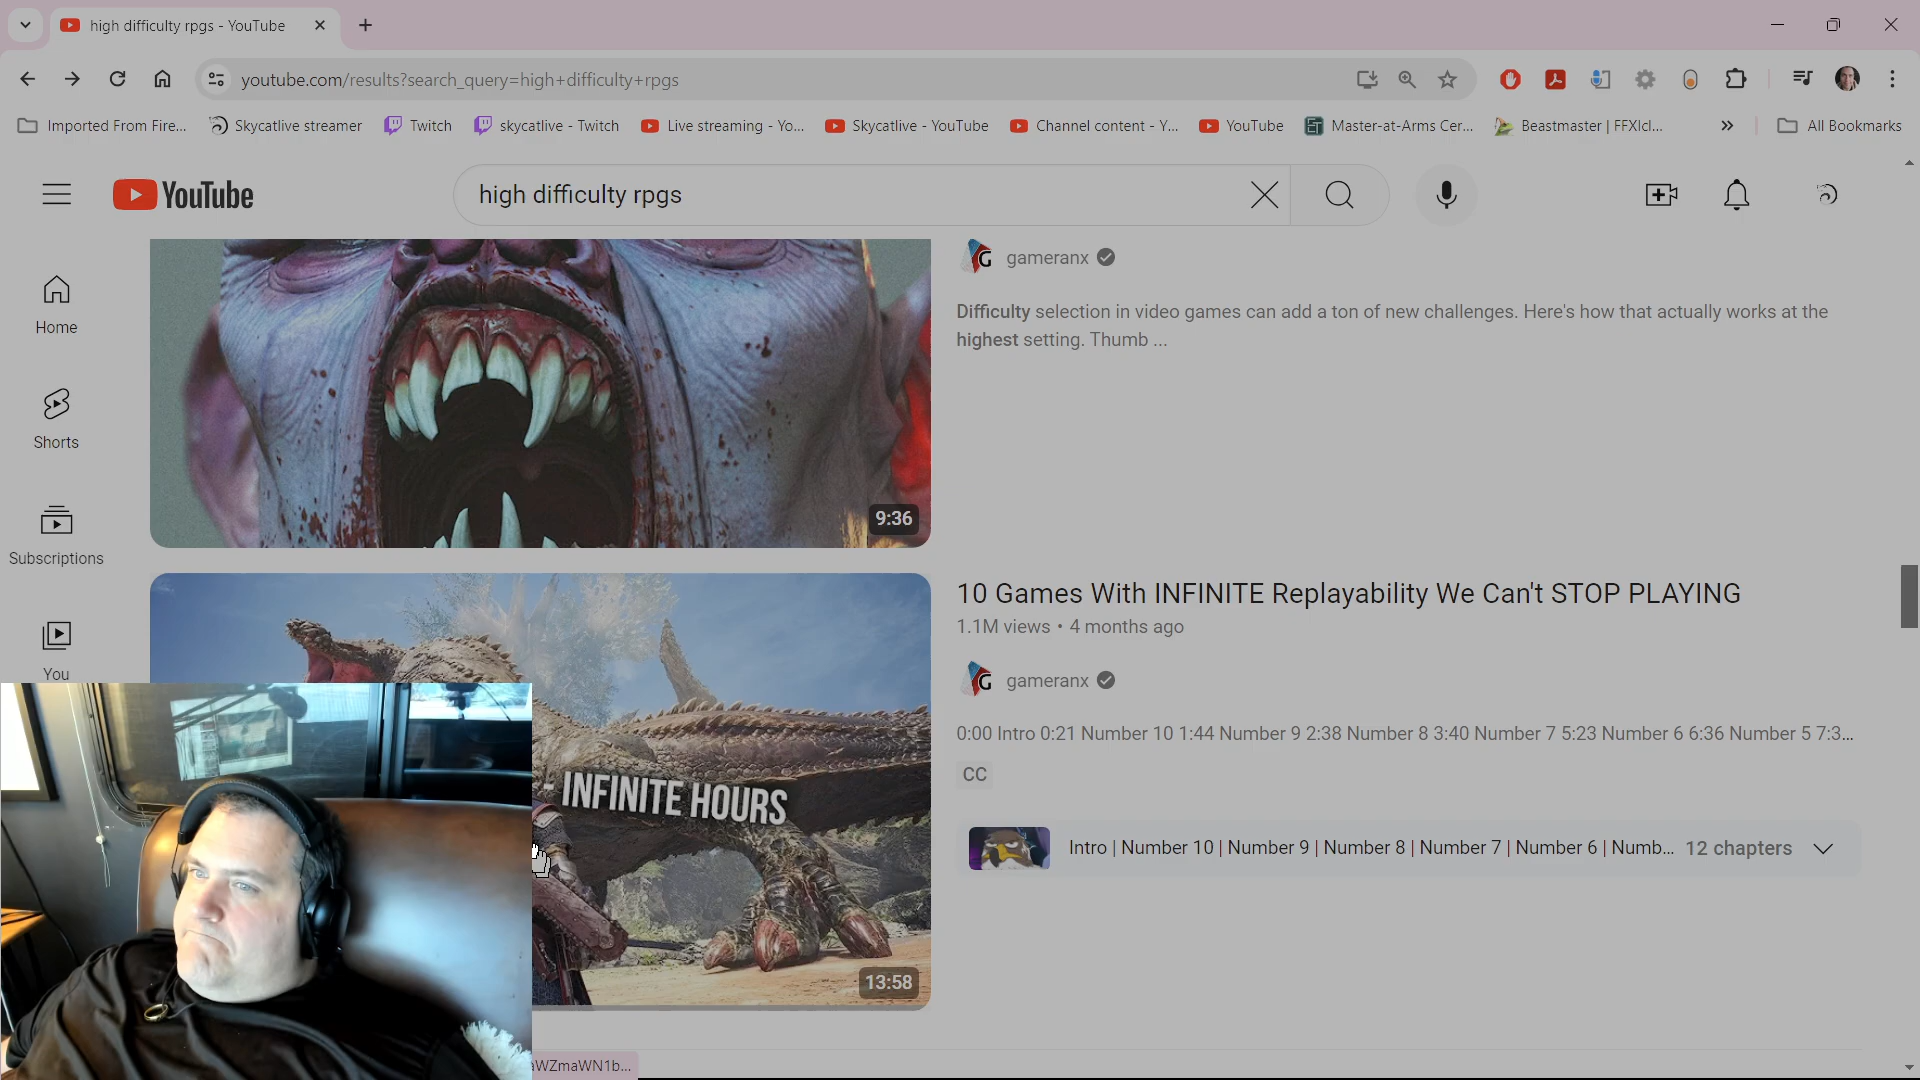 high difficulty rpgs - YouTube
youtube.com/results?search_query=high+difficulty+rpgs
Imported From Fire...
Skycatlive streamer
Twitch
skycatlive - Twitch
Live streaming - Yo...
Skycatlive - YouTube
Channel content - Y...
YouTube
Master-at-Arms Cer...
Beastmaster | FFXIcl...
All Bookmarks
YouTube
high difficulty rpgs
Home
Shorts
Subscriptions
You
9:36
gameranx
Difficulty selection in video games can add a ton of new challenges. Here's how that actually works at the
highest setting. Thumb ...
- INFINITE HOURS
13:58
10 Games With INFINITE Replayability We Can't STOP PLAYING
1.1M views • 4 months ago
gameranx
0:00 Intro 0:21 Number 10 1:44 Number 9 2:38 Number 8 3:40 Number 7 5:23 Number 6 6:36 Number 5 7:3...
CC
Intro | Number 10 | Number 9 | Number 8 | Number 7 | Number 6 | Numb... 12 chapters
WZmaWN1b...